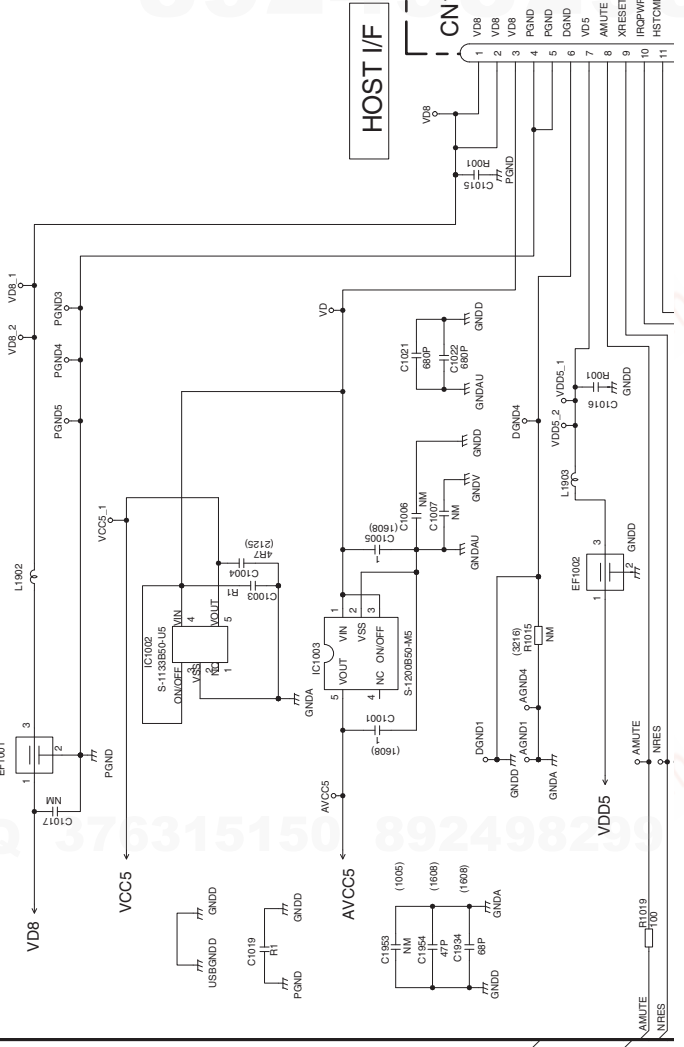 HOST I/F
CN
VD8
VD8
VD8
PGND
PGND
DGND
VD5
AMUTE
XRESET
IRQPWR
HSTCM
1
2
3
4
5
6
7
8
9
10
11
VD8
R001
C1015
PGND
VD8_1
VD8_2
PGND3
PGND4
PGND5
L1902
VD
C1021
680P
C1022
680P
GNDD
GNDAU
VCC5_1
4R7
(2125)
C1004
R1
C1003
IC1002
S-1133B50-U5
ON/OFF
VIN
VSS
NC
VOUT
3
4
2
1
5
GNDA
C1006
NM
C1007
NM
GNDD
GNDV
GNDAU
(1608)
C1005
1
IC1003
S-1200B50-M5
VOUT
VIN
VSS
NC
ON/OFF
5
4
1
2
3
C1001
1
(1608)
AVCC5
DGND4
VDD5_1
VDD5_2
R001
C1016
GNDD
L1903
EF1002
1
3
2
GNDD
(3216)
R1015
NM
AGND4
DGND1
AGND1
GNDD
GNDA
EF1001
1
3
2
PGND
NM
C1017
VD8
VCC5
AVCC5
VDD5
USBGNDD
GNDD
C1019
R1
PGND
GNDD
C1953
NM
(1005)
C1954
47P
(1608)
C1934
68P
(1608)
GNDD
GNDA
AMUTE
NRES
R1019
100
AMUTE
NRES
376315150
892498299